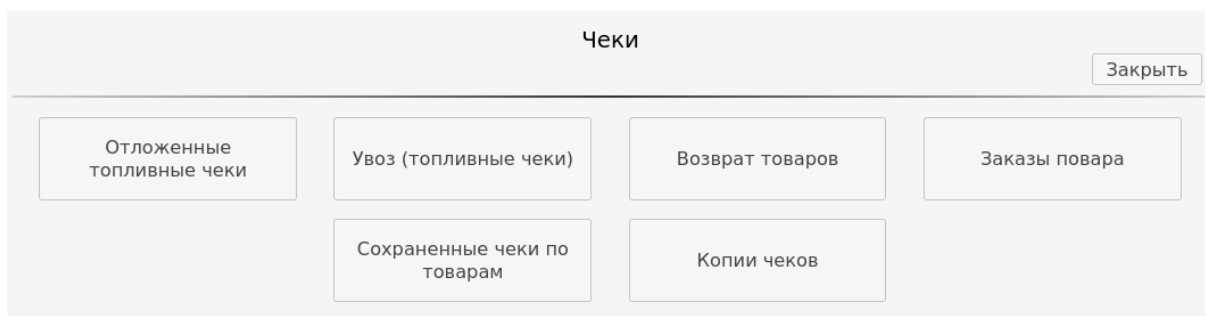 Чеки
Закрыть
Отложенные
топливные чеки
Увоз (топливные чеки)
Возврат товаров
Заказы повара
Сохраненные чеки по
товарам
Копии чеков